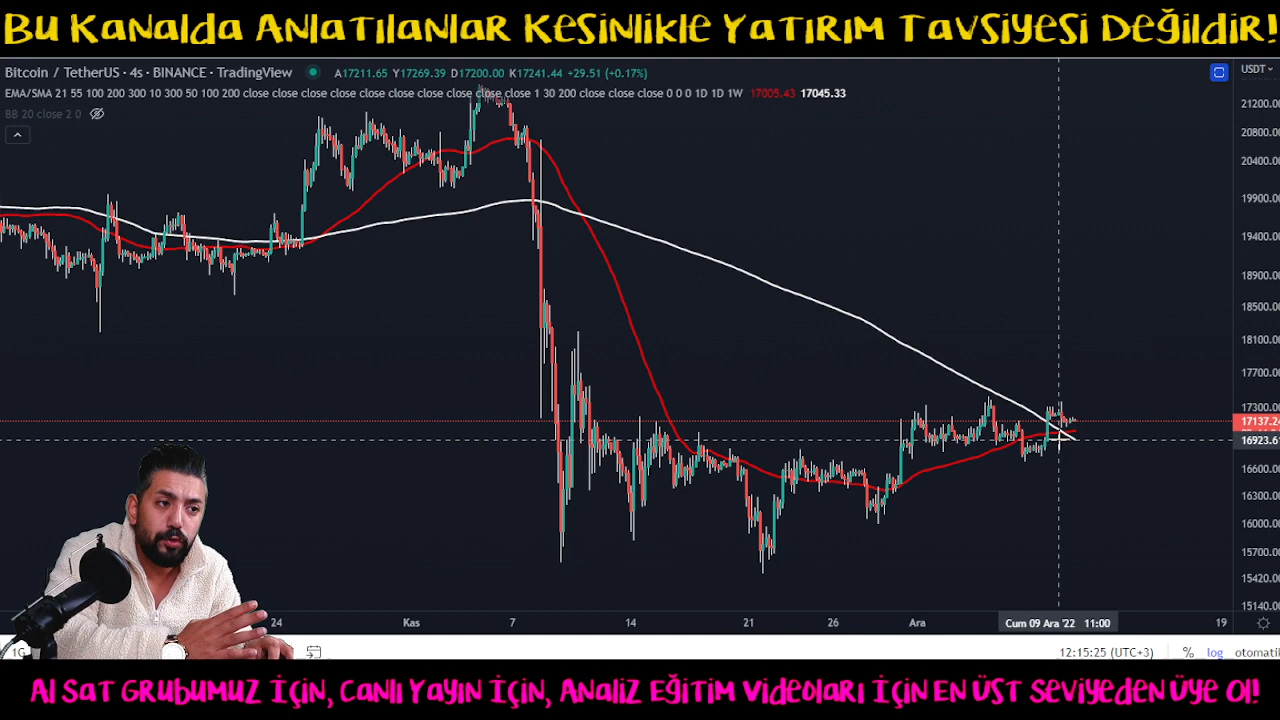 Bu Kanalda Anlatılanlar Kesinlikle Yatırım Tavsiyesi Değildir!
Bitcoin / TetherUS · 4s · BINANCE · TradingView A17211.65 Y17269.39 D17200.00 K17241.44 +29.51 (+0.17%) USDT
EMA/SMA 21 55 100 200 300 10 300 50 100 200 close close close close close close close close close close 1 30 200 close close close 0 0 0 1D 1D 1W 17005.43 17045.33
BB 20 close 2 0
21200.00
20800.00
20400.00
19900.00
19400.00
18900.00
18500.00
18100.00
17700.00
17300.00
17137.24
16923.6
16600.00
16300.00
16000.00
15700.00
15420.00
15140.00
24 Kas 7 14 21 26 Ara Cum 09 Ara '22 11:00 19
1G 12:15:25 (UTC+3) % log otomatik
Al Sat Grubumuz İçin, Canlı Yayın İçin, Analiz Eğitim Videoları İçin En Üst Seviyeden Üye Ol!